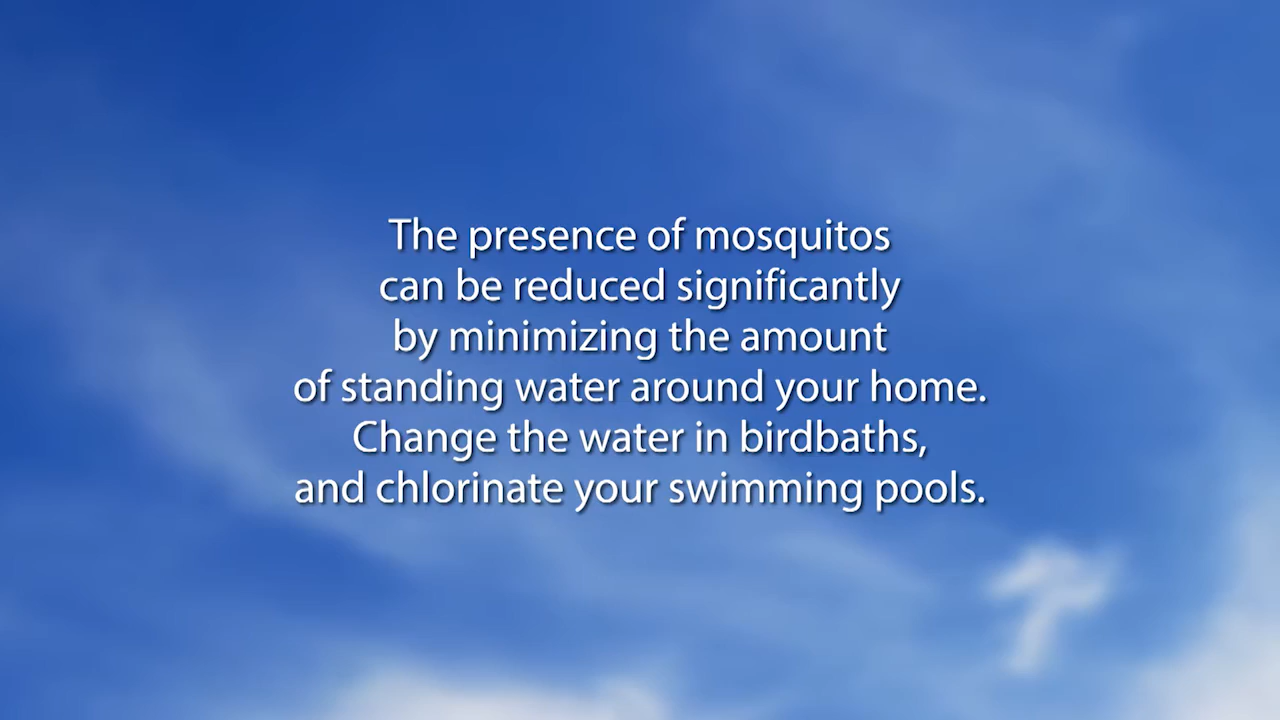 The presence of mosquitos
can be reduced significantly
by minimizing the amount
of standing water around your home.
Change the water in birdbaths,
and chlorinate your swimming pools.